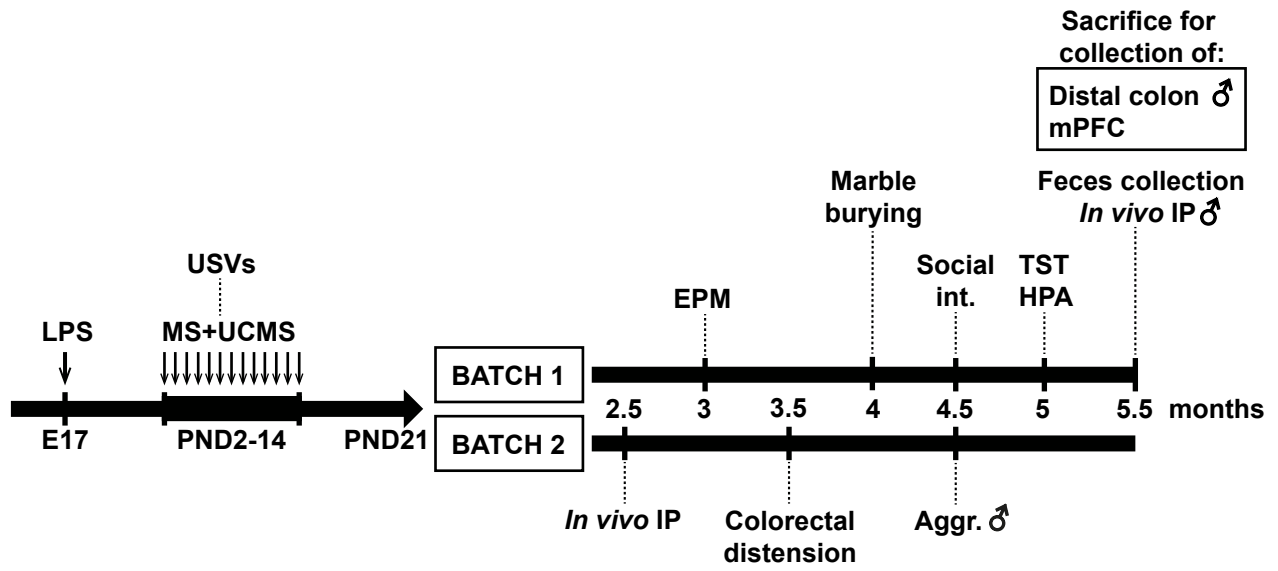 Sacrifice for
collection of:
Distal colon ♂
mPFC
Marble
burying
Feces collection
In vivo IP ♂
USVs
Social
int.
TST
HPA
EPM
LPS
MS+UCMS
BATCH 1
2.5
3
3.5
4
4.5
5
5.5
months
E17
PND2-14
PND21
BATCH 2
In vivo IP
Colorectal
distension
Aggr. ♂